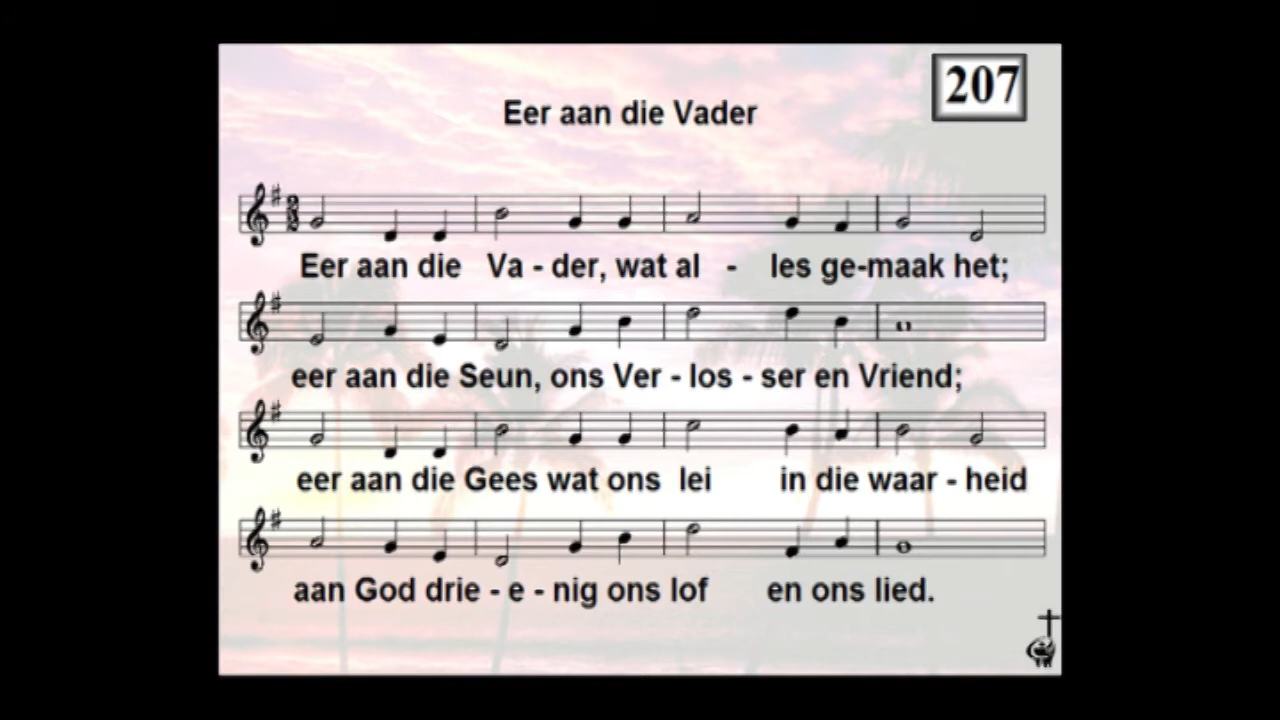 207
Eer aan die Vader
Eer aan die Va - der, wat al - les ge-maak het;
eer aan die Seun, ons Ver - los - ser en Vriend;
eer aan die Gees wat ons lei in die waar - heid
aan God drie - e - nig ons lof en ons lied.